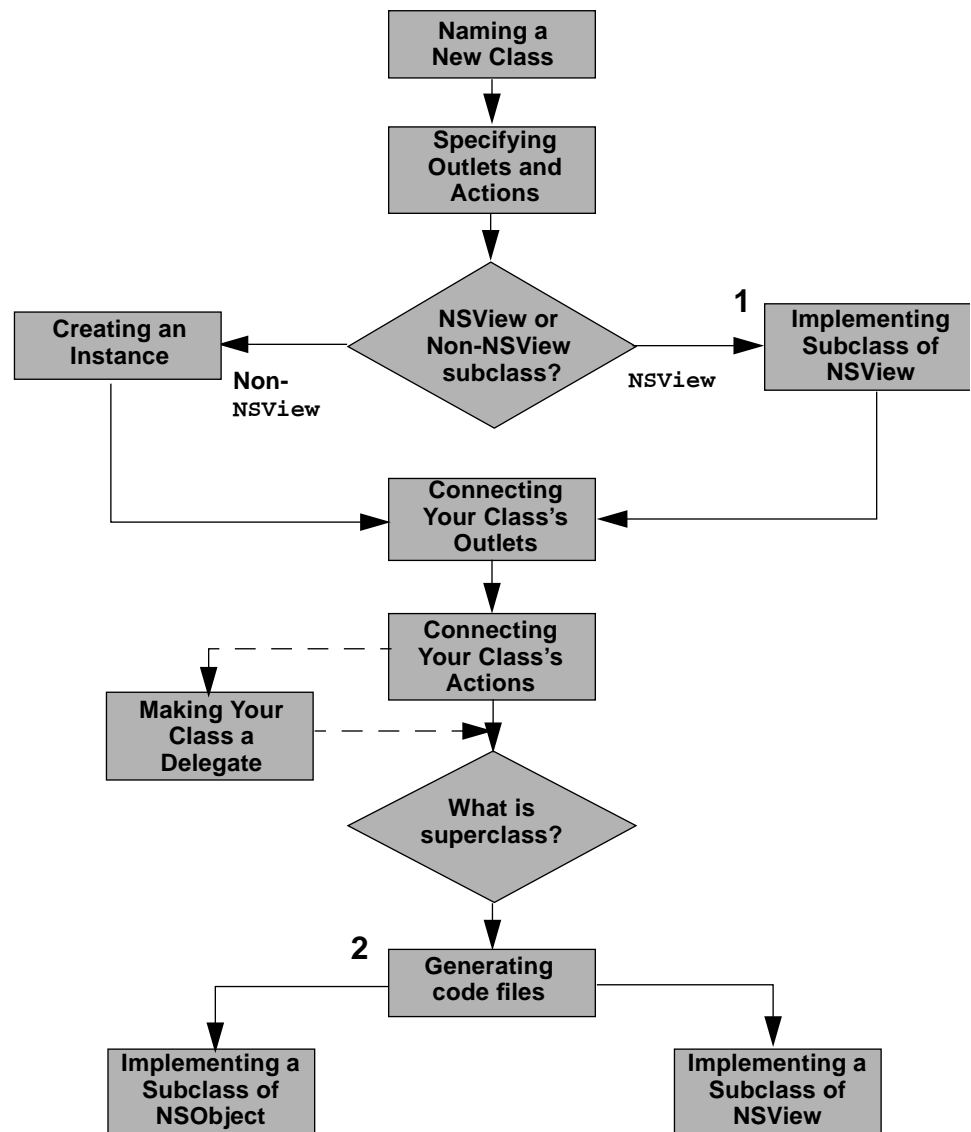 Naming a
New Class
Specifying
Outlets and
Actions
NSView or
Non-NSView
subclass?
Creating an
Instance
Non-
NSView
NSView
1
Implementing
Subclass of
NSView
Connecting
Your Class’s
Outlets
Connecting
Your Class’s
Actions
Making Your
Class a
Delegate
What is
superclass?
2
Generating
code files
Implementing a
Subclass of
NSObject
Implementing a
Subclass of
NSView